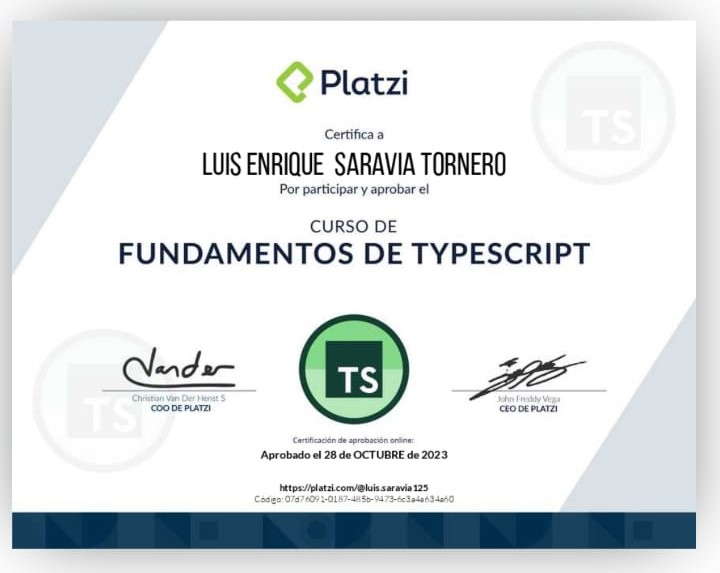 Platzi
TS
Certifica a
LUIS ENRIQUE SARAVIA TORNERO
Por participar y aprobar el
CURSO DE
FUNDAMENTOS DE TYPESCRIPT
TS
TS
Vander
Christian Van Der Henst S
COO DE PLATZI
John Freddy Vega
CEO DE PLATZI
Certificación de aprobación online:
Aprobado el 28 de OCTUBRE de 2023
https://platzi.com/@luis.saravia125
Código: 07d76091-0187-485b-9473-6c3a4a634a60